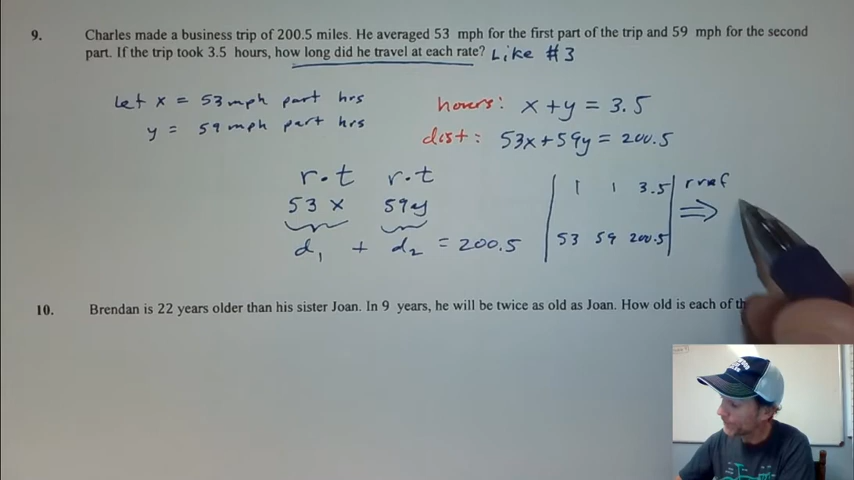 9. Charles made a business trip of 200.5 miles. He averaged 53 mph for the first part of the trip and 59 mph for the second
part. If the trip took 3.5 hours, how long did he travel at each rate? Like #3
Let x = 53mph part hrs
y = 59mph part hrs
hours: x + y = 3.5
dist: 53x + 59y = 200.5
r·t r·t
53 x 59y
d1 + d2 = 200.5
1 1 3.5
53 59 200.5
rref
⇒
10. Brendan is 22 years older than his sister Joan. In 9 years, he will be twice as old as Joan. How old is each of